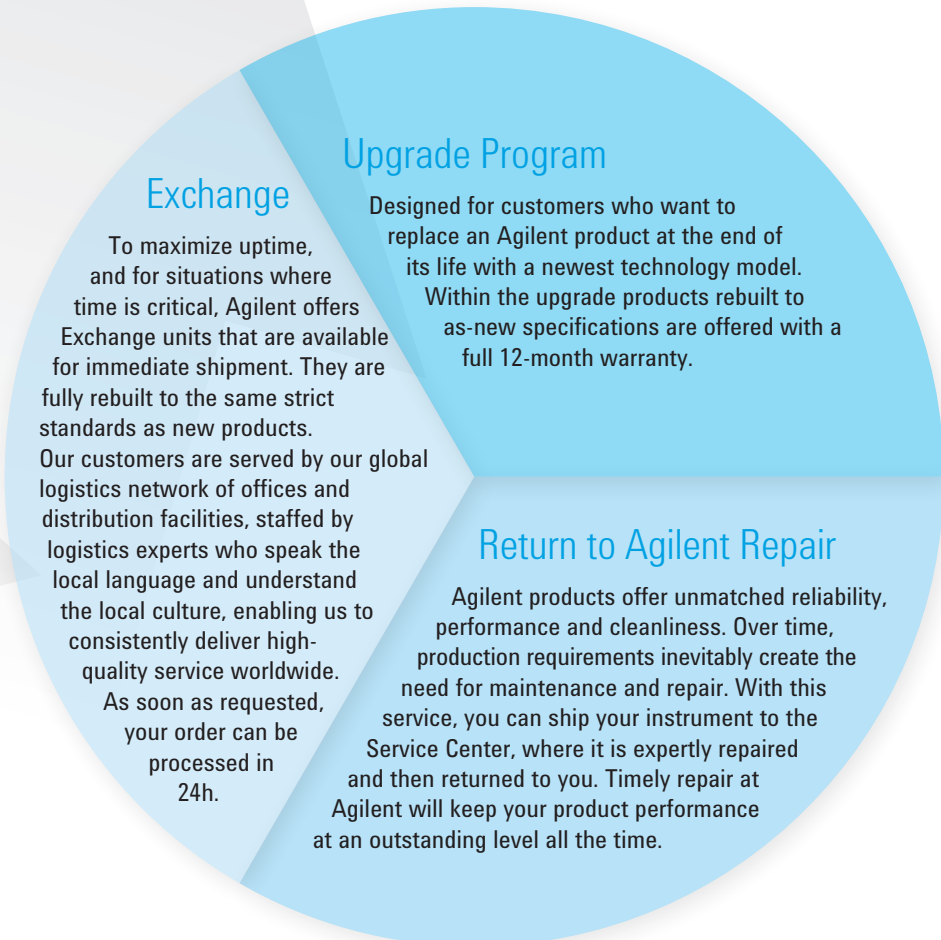 Upgrade Program
Designed for customers who want to
replace an Agilent product at the end of
its life with a newest technology model.
Within the upgrade products rebuilt to
as-new specifications are offered with a
full 12-month warranty.
Exchange
To maximize uptime,
and for situations where
time is critical, Agilent offers
Exchange units that are available
for immediate shipment. They are
fully rebuilt to the same strict
standards as new products.
Our customers are served by our global
logistics network of offices and
distribution facilities, staffed by
logistics experts who speak the
local language and understand
the local culture, enabling us to
consistently deliver high-
quality service worldwide.
As soon as requested,
your order can be
processed in
24h.
Return to Agilent Repair
Agilent products offer unmatched reliability,
performance and cleanliness. Over time,
production requirements inevitably create the
need for maintenance and repair. With this
service, you can ship your instrument to the
Service Center, where it is expertly repaired
and then returned to you. Timely repair at
Agilent will keep your product performance
at an outstanding level all the time.